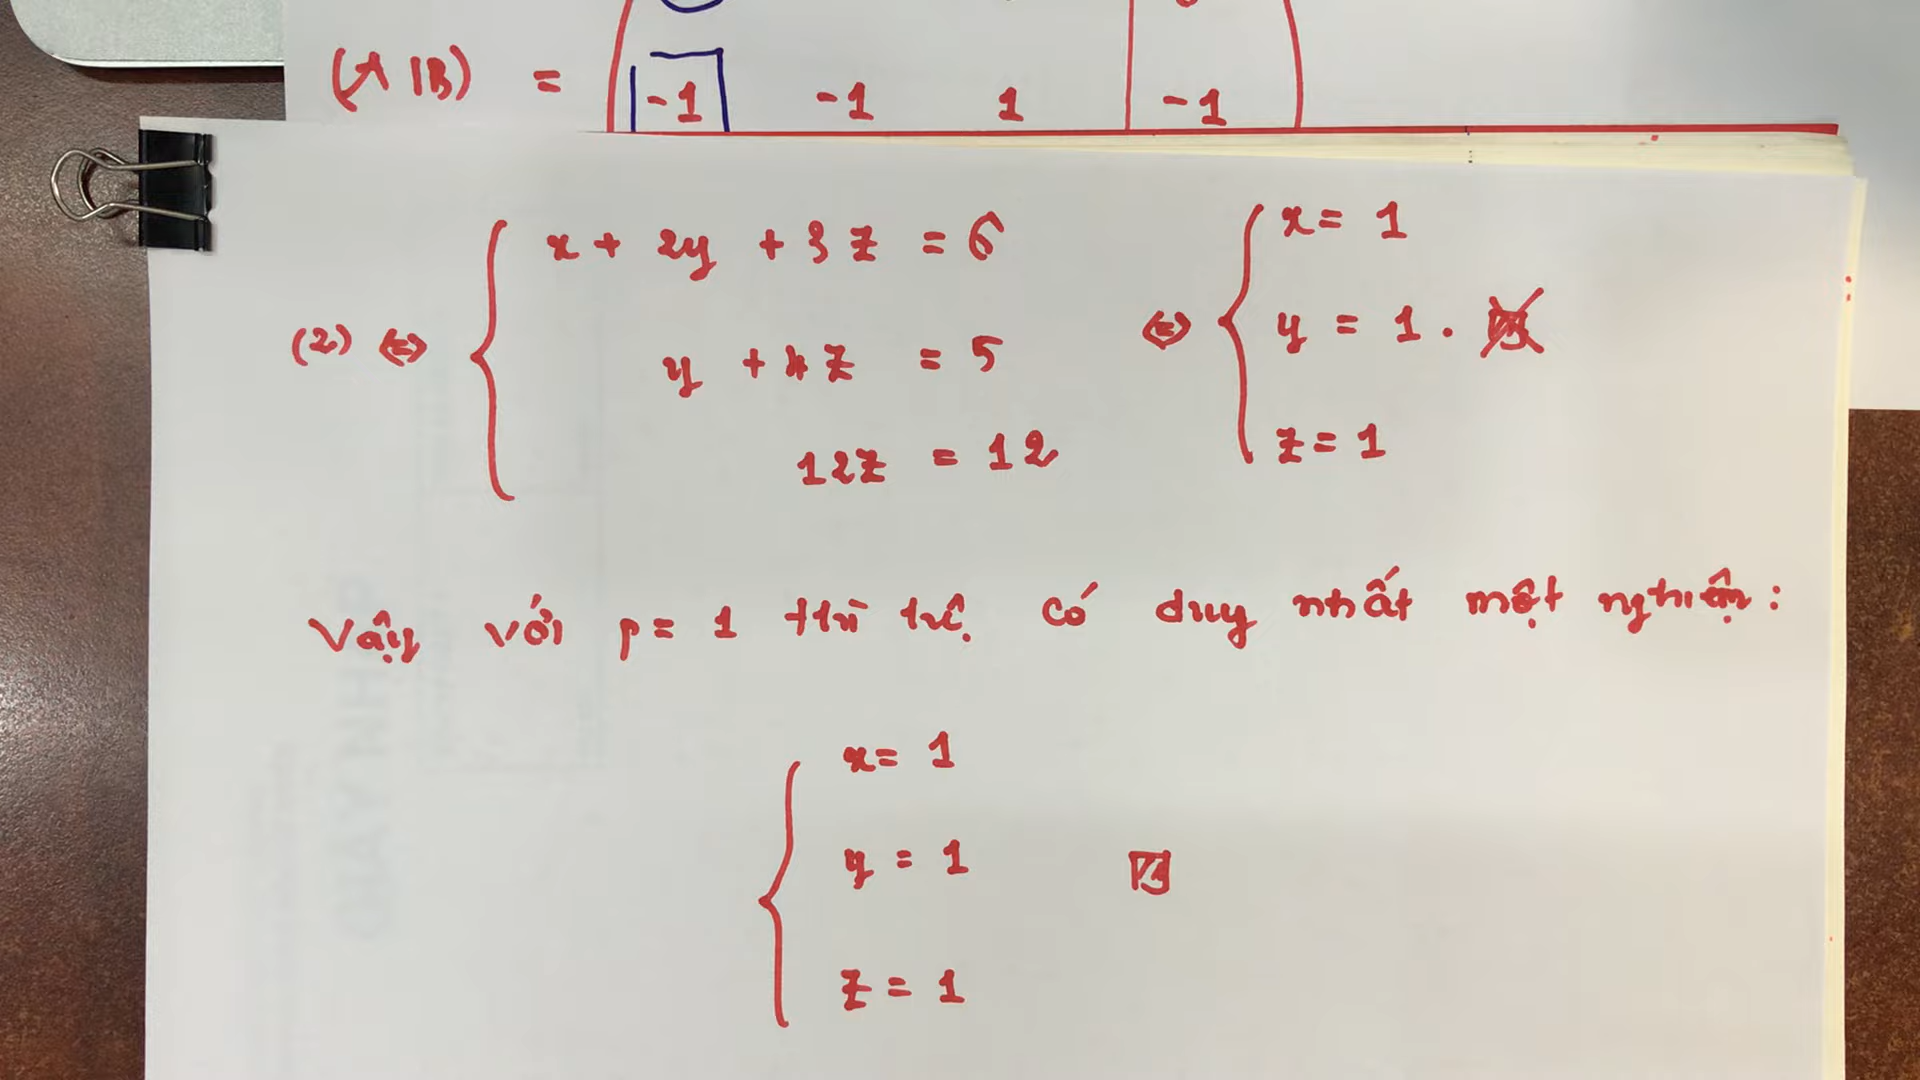 (A|B) =
-1 -1 1 -1
(2) ⇔ { x + 2y + 3z = 6 ⇔ { x = 1
y + 4z = 5 y = 1.
12z = 12 z = 1
Vậy với p = 1 thì hệ có duy nhất một nghiệm:
{ x = 1
y = 1
z = 1